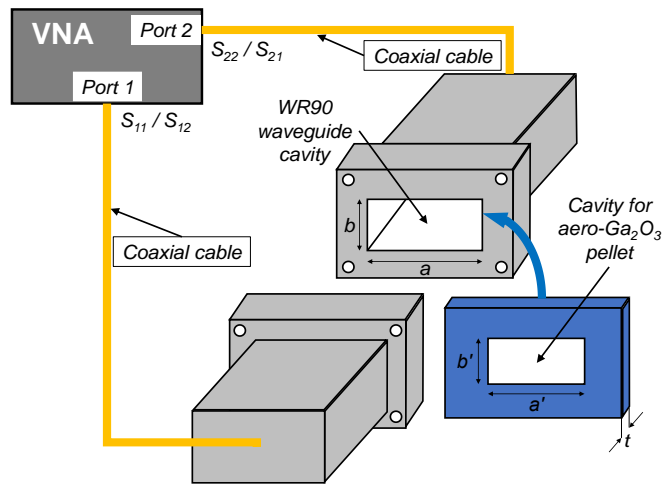 VNA
Port 2
Port 1
S₂₂ / S₂₁
Coaxial cable
S₁₁ / S₁₂
WR90
waveguide
cavity
b
a
Cavity for
aero-Ga₂O₃
pellet
Coaxial cable
b'
a'
t